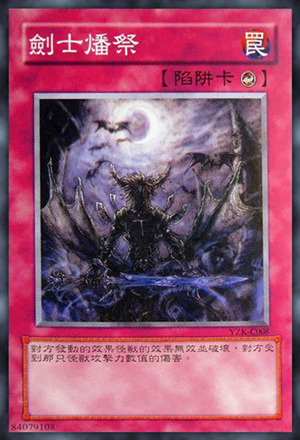 劍士燔祭
罠
【陷阱卡】
YZK-C008
對方發動的效果怪獸的效果無效並破壞，對方受
到那只怪獸攻擊力數值的傷害。
84079108